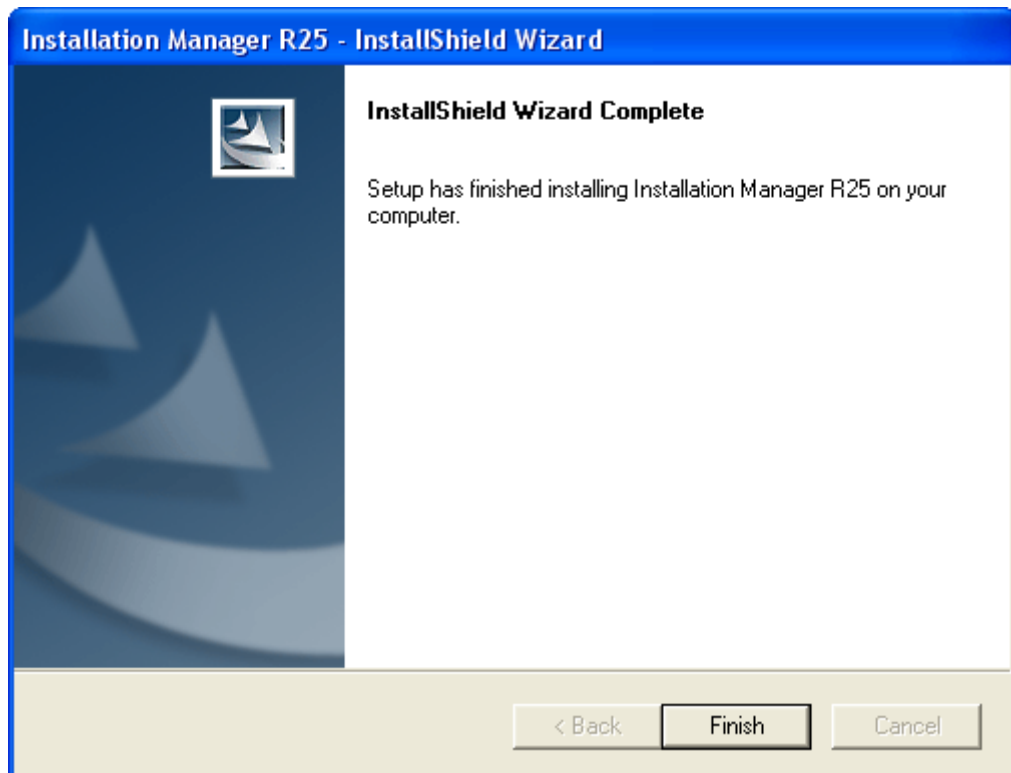 Installation Manager R25 - InstallShield Wizard
InstallShield Wizard Complete
Setup has finished installing Installation Manager R25 on your
computer.
< Back
Finish
Cancel